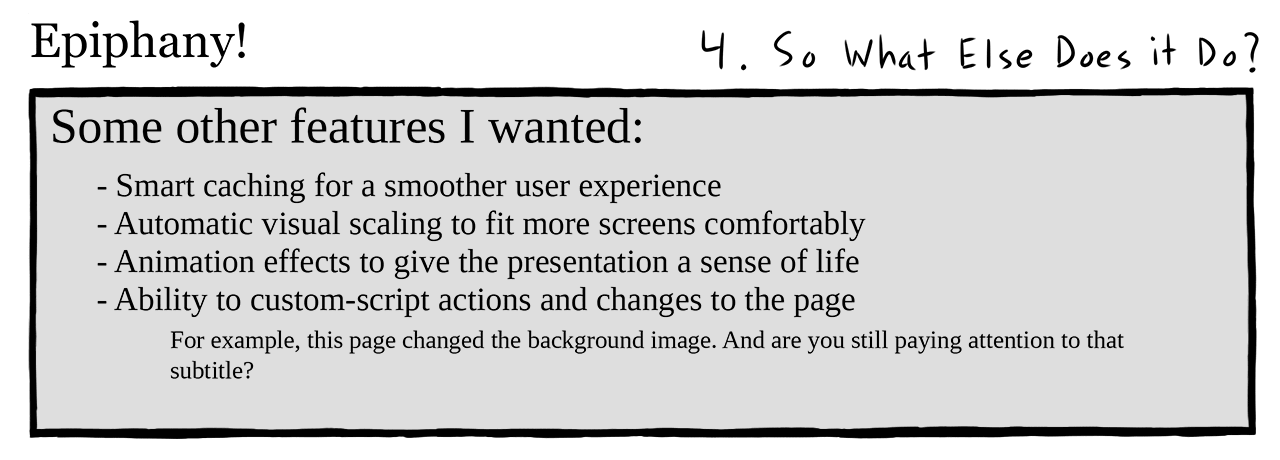 Epiphany!
4. So What Else Does it Do?
Some other features I wanted:
- Smart caching for a smoother user experience
- Automatic visual scaling to fit more screens comfortably
- Animation effects to give the presentation a sense of life
- Ability to custom-script actions and changes to the page
For example, this page changed the background image. And are you still paying attention to that
subtitle?